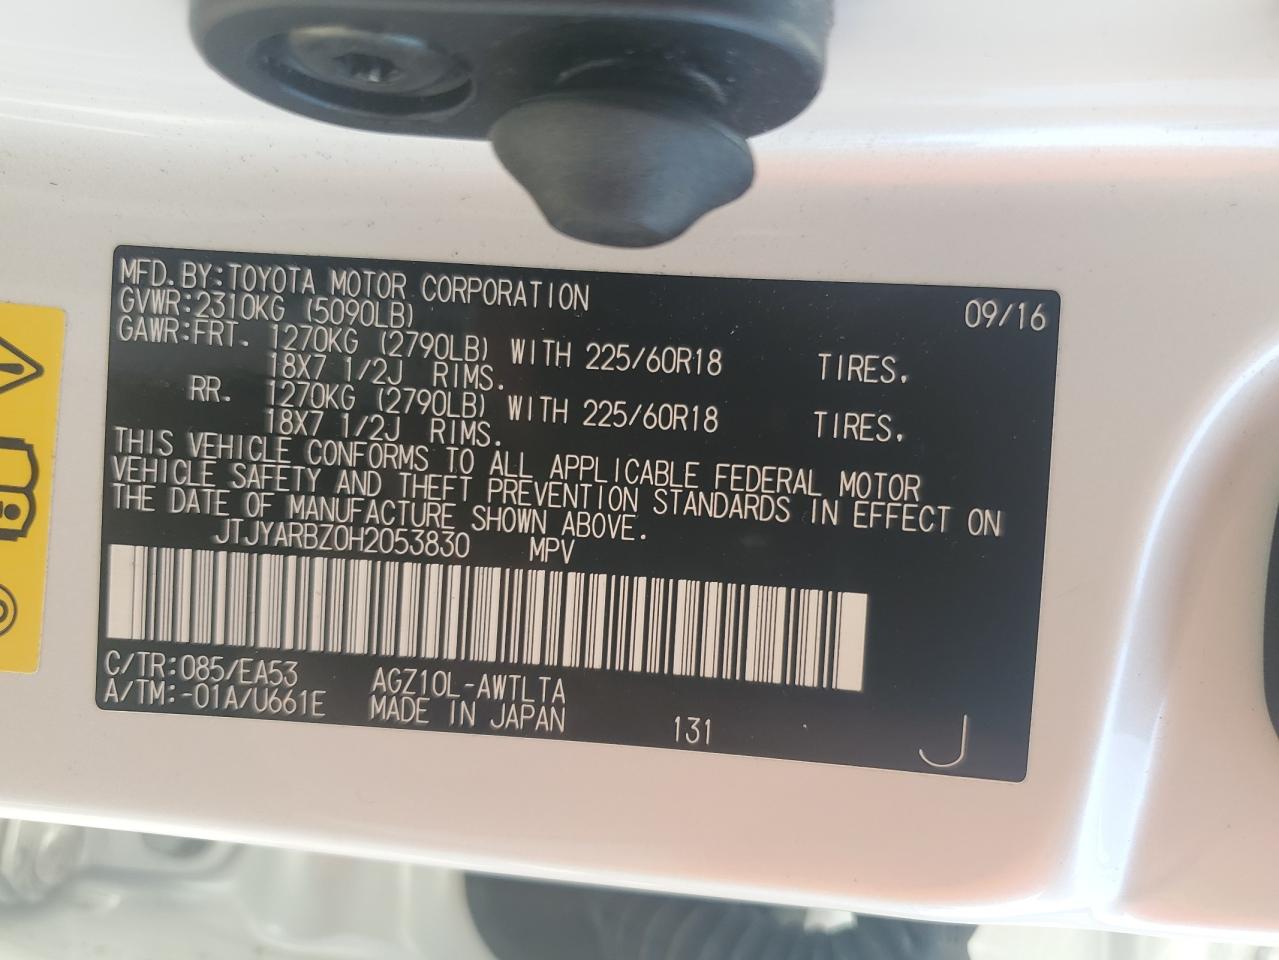 MFD.BY:TOYOTA MOTOR CORPORATION 09/16
GVWR:2310KG (5090LB)
GAWR:FRT. 1270KG (2790LB) WITH 225/60R18 TIRES.
18X7 1/2J RIMS.
RR. 1270KG (2790LB) WITH 225/60R18 TIRES.
18X7 1/2J RIMS.
THIS VEHICLE CONFORMS TO ALL APPLICABLE FEDERAL MOTOR
VEHICLE SAFETY AND THEFT PREVENTION STANDARDS IN EFFECT ON
THE DATE OF MANUFACTURE SHOWN ABOVE.
JTJYARBZ0H2053830 MPV
C/TR:085/EA53 AGZ10L-AWTLTA
A/TM:-01A/U661E MADE IN JAPAN 131 J